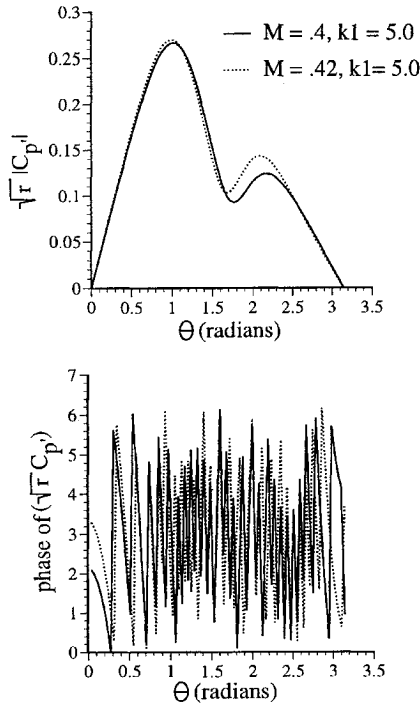 0.3
0.25
0.2
0.15
0.1
0.05
0
√r |Cp'|
M = .4, k1 = 5.0
M = .42, k1= 5.0
0 0.5 1 1.5 2 2.5 3 3.5
Θ (radians)
7
6
5
4
3
2
1
0
phase of (√r Cp')
0 0.5 1 1.5 2 2.5 3 3.5
Θ (radians)